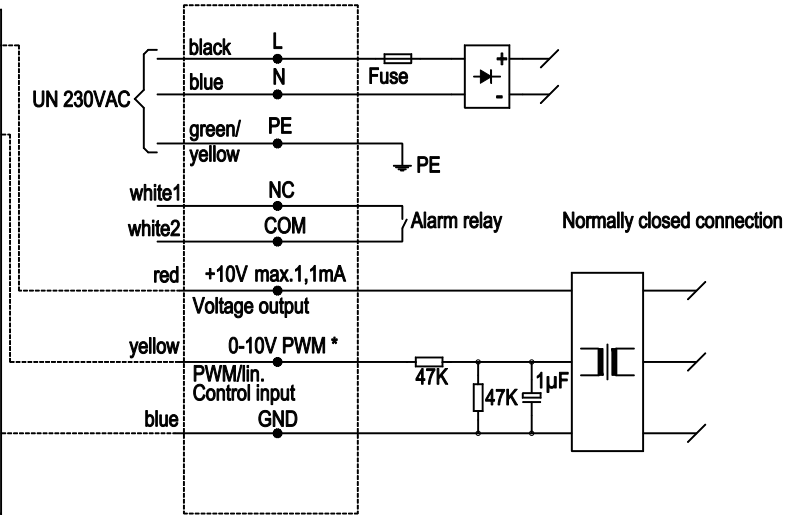 black L
blue N Fuse + -
UN 230VAC
green/ PE
yellow
PE
white1 NC
white2 COM Alarm relay Normally closed connection
red +10V max.1,1mA
Voltage output
yellow 0-10V PWM *
PWM/lin.
Control input
47K
47K
1µF
blue GND